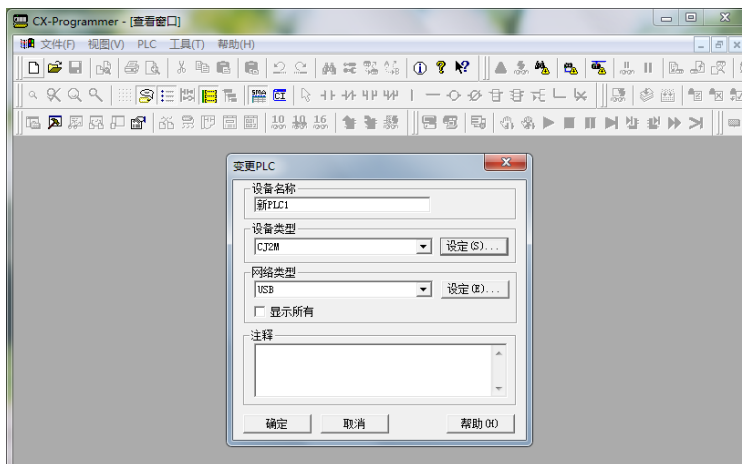 CX-Programmer - [查看窗口]
文件(F) 视图(V) PLC 工具(T) 帮助(H)
变更PLC
设备名称
新PLC1
设备类型
CJ2M
设定(S)...
网络类型
USB
设定(E)...
显示所有
注释
确定 取消 帮助(H)